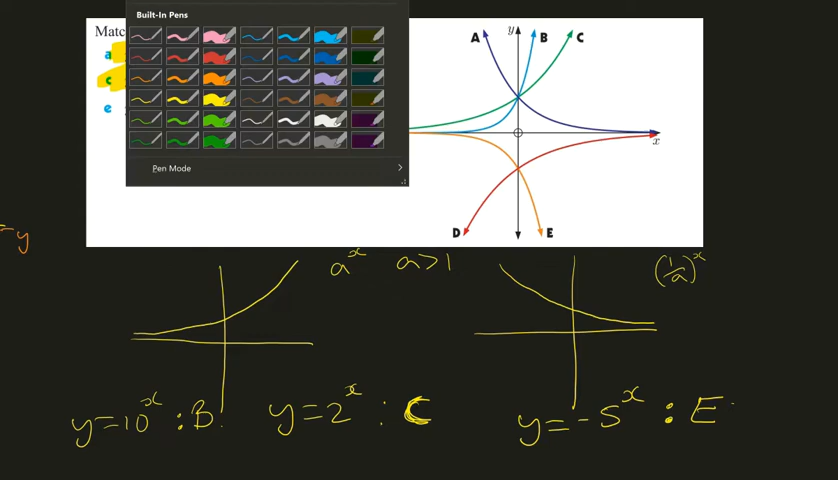 Built-In Pens
Matc
a
c
e
Pen Mode
A
y
B
C
x
D
E
= y
a^x a>1
(1/a)^x
y=10^x : B
y=2^x : C
y=-5^x : E